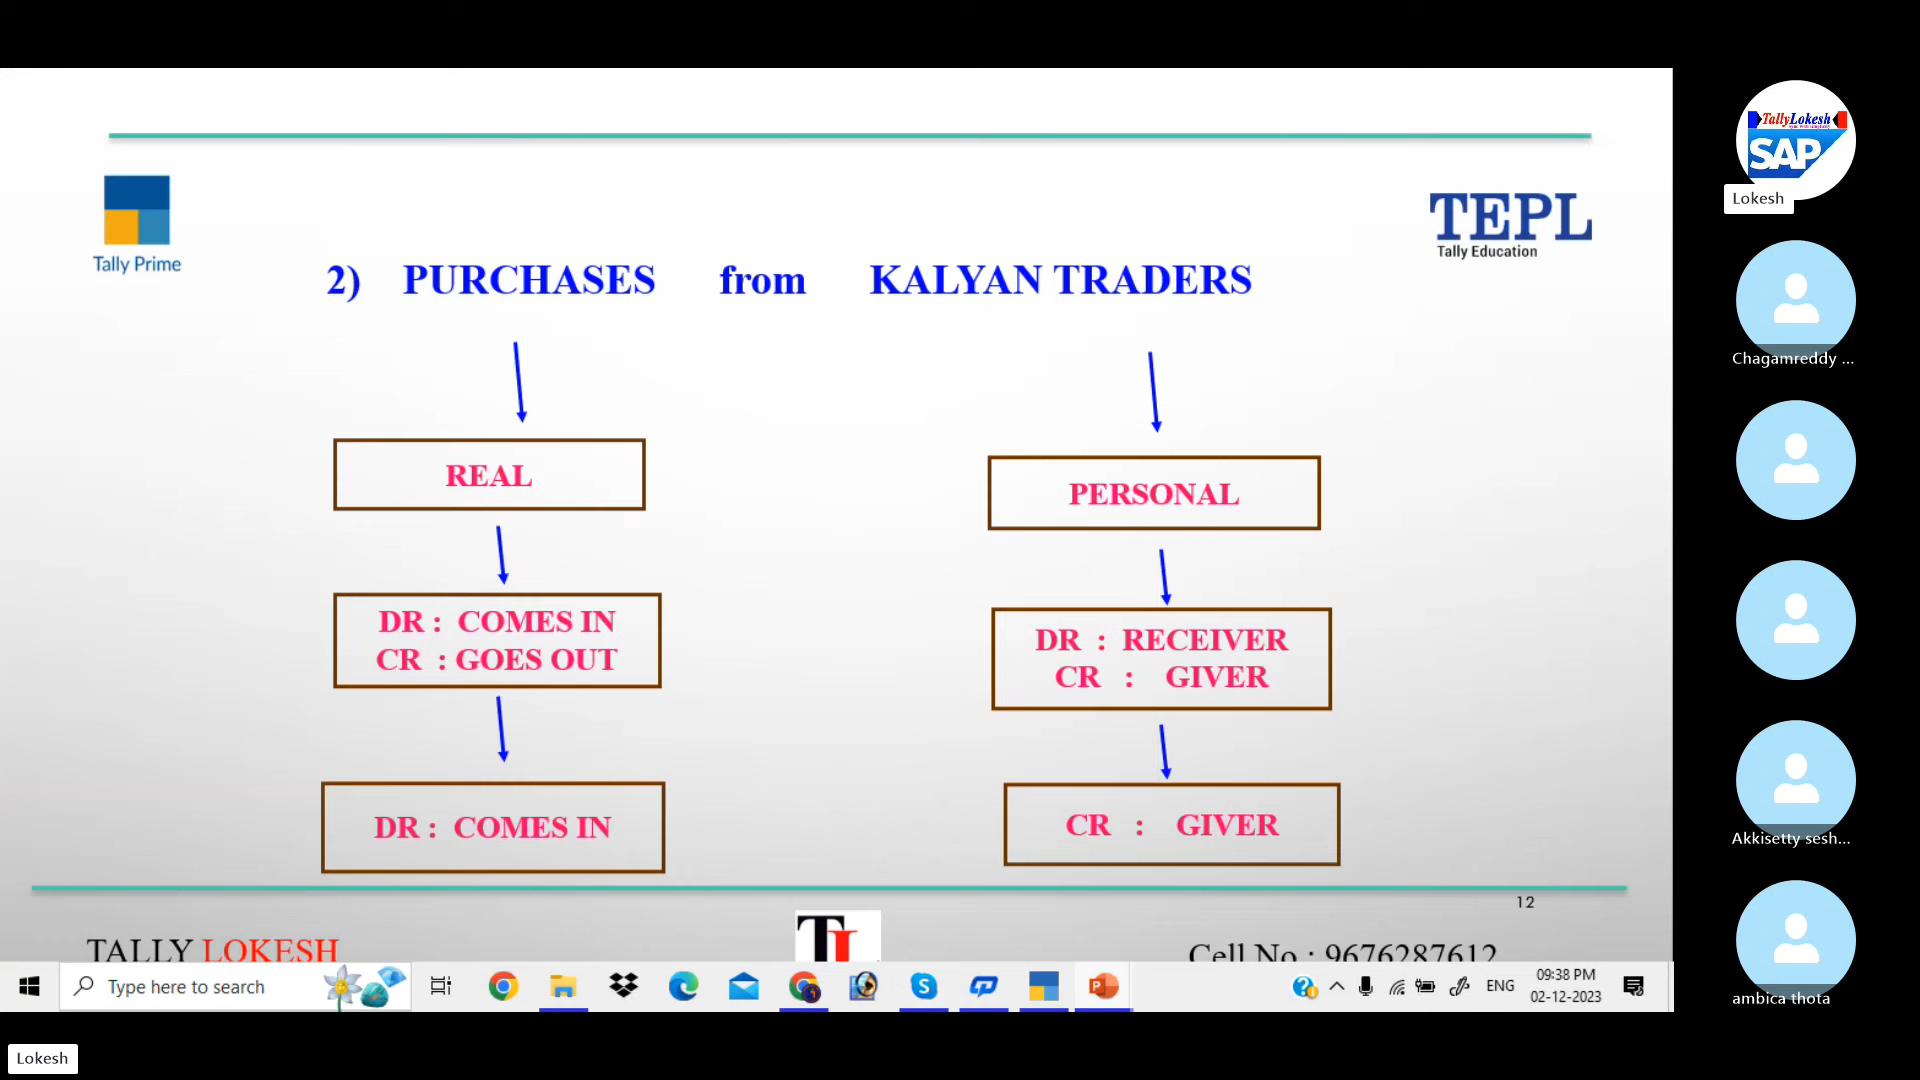 TallyLokesh
SAP
Lokesh
Tally Prime
TEPL
Tally Education
2) PURCHASES from KALYAN TRADERS
Chagamreddy ...
REAL
PERSONAL
DR : COMES IN
CR : GOES OUT
DR : RECEIVER
CR : GIVER
DR : COMES IN
CR : GIVER
Akkisetty sesh...
12
TALLY LOKESH
TL
Cell No : 9676287612
Type here to search
ENG
09:38 PM
02-12-2023
ambica thota
Lokesh